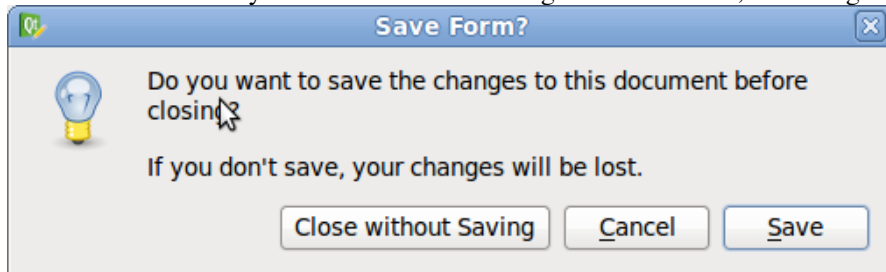 Save Form?
Do you want to save the changes to this document before
closing?
If you don't save, your changes will be lost.
Close without Saving Cancel Save